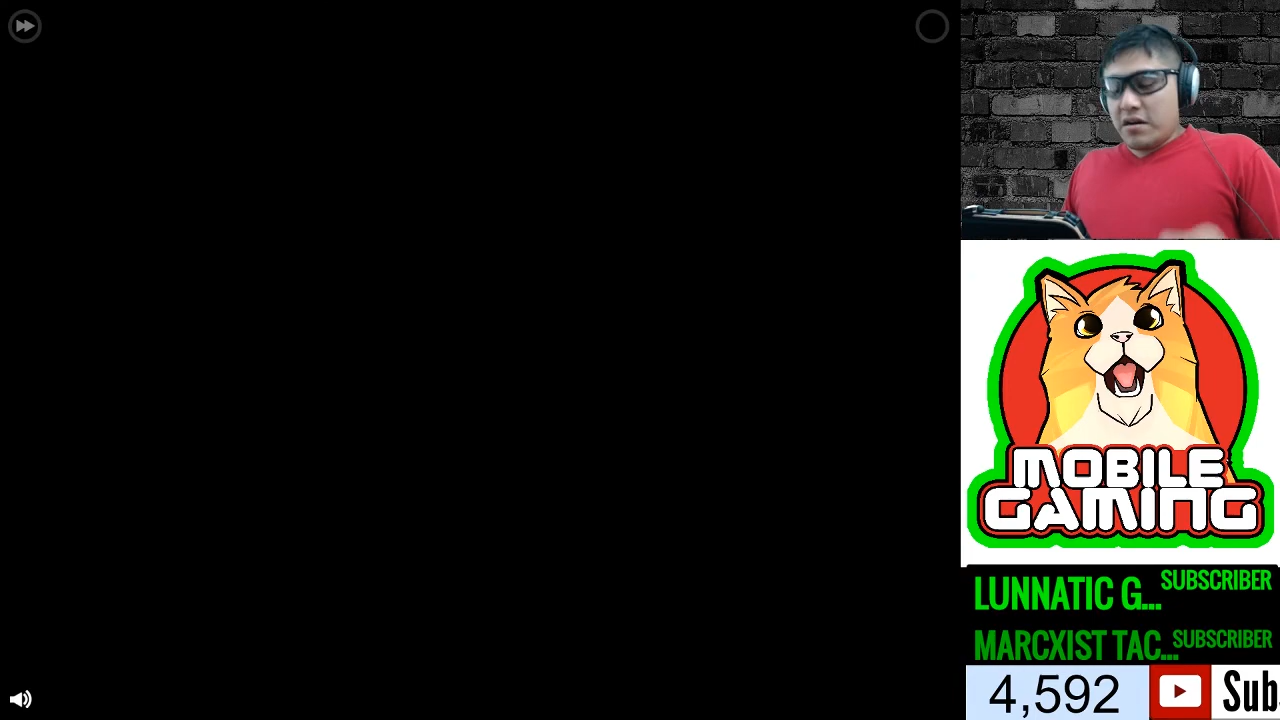 MOBILE
GAMING
LUNNATIC G... SUBSCRIBER
MARCXIST TAC... SUBSCRIBER
4,592 Sub